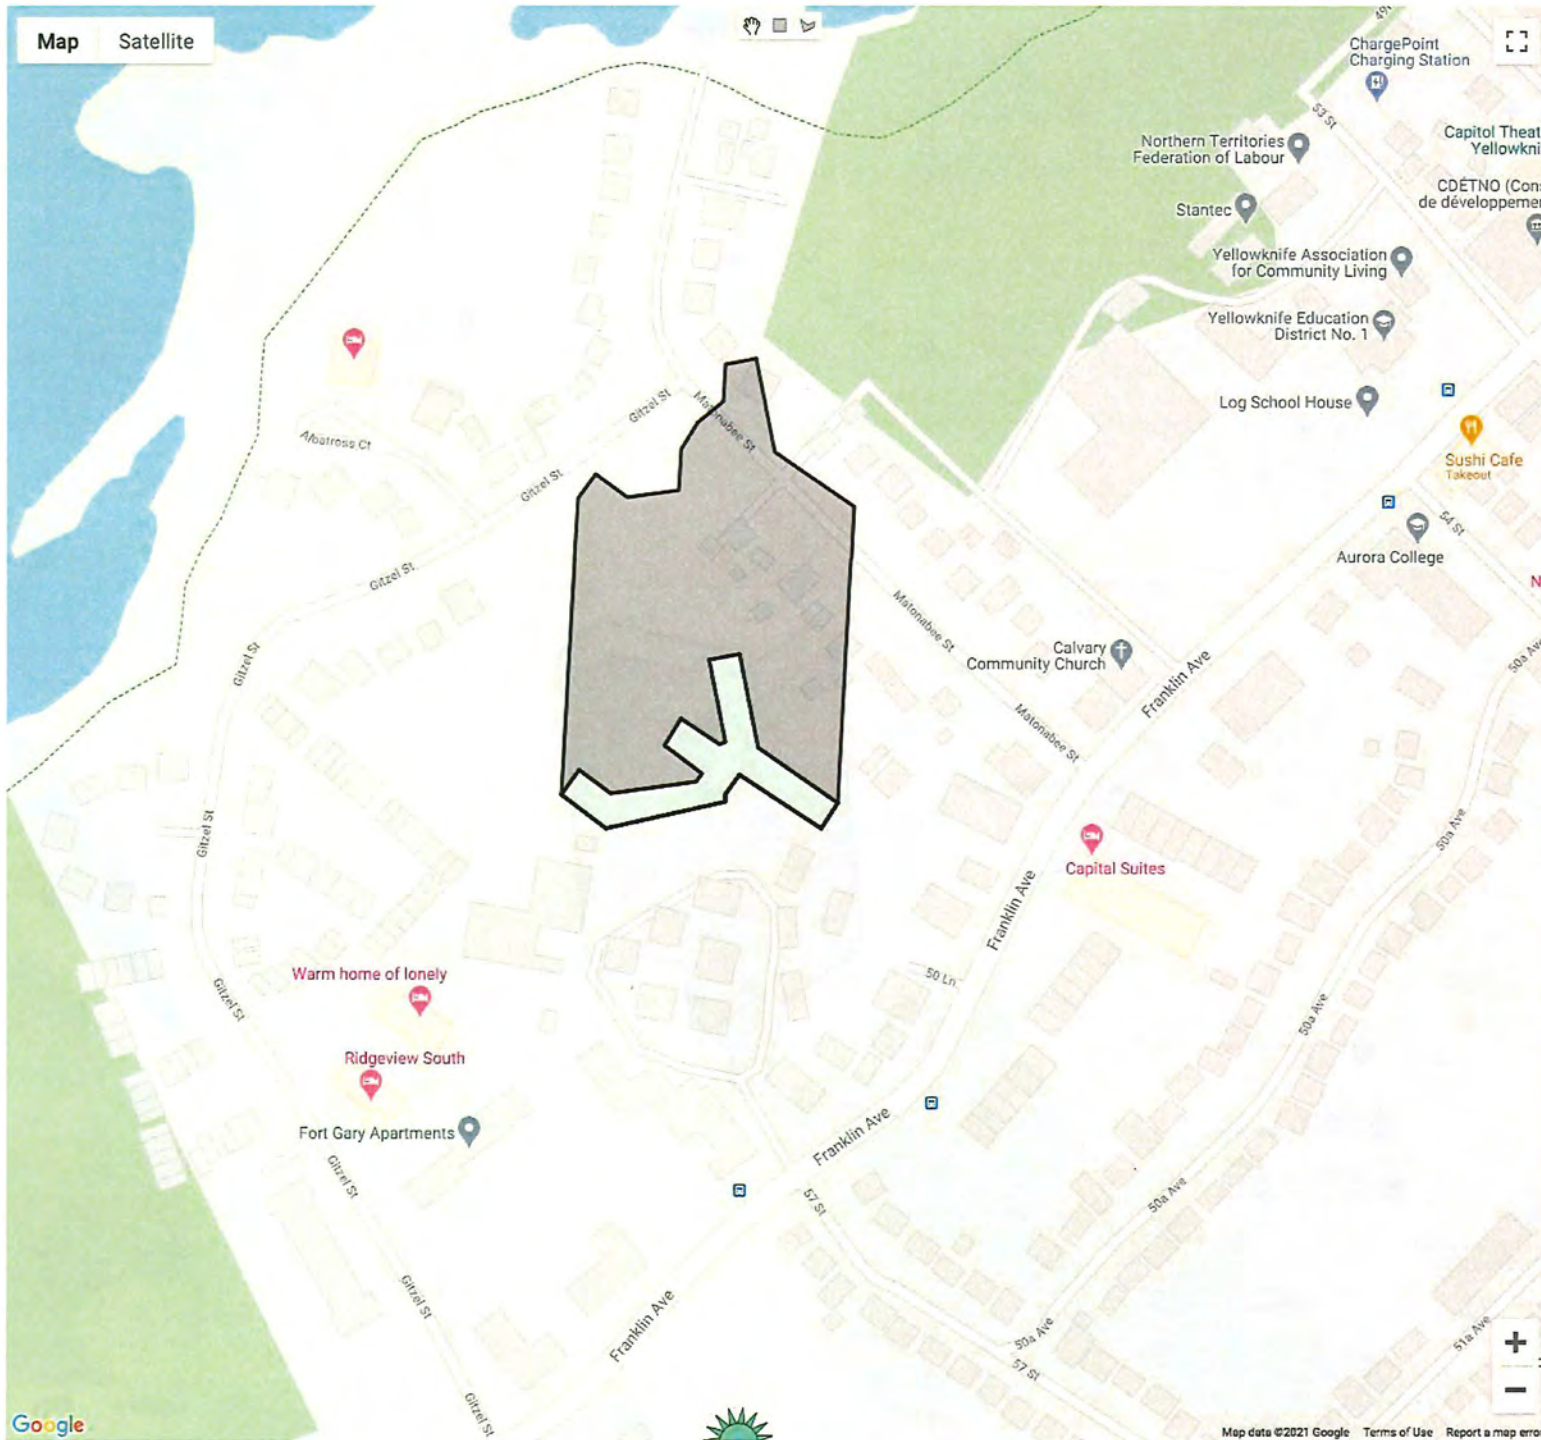 Map
Satellite
49
ChargePoint
Charging Station
53 St
Northern Territories
Federation of Labour
Capitol Theat
Yellowkni
CDÉTNO (Cons
de développemen
Stantec
Yellowknife Association
for Community Living
Yellowknife Education
District No. 1
Log School House
Gitzel St
Matonabee St
Albatross Ct
Gitzel St
Sushi Cafe
Takeout
54 St
Aurora College
N
Gitzel St
Matonabee St
Calvary
Community Church
Gitzel St
Franklin Ave
50a Ave
Matonabee St
Gitzel St
50a Ave
Capital Suites
Franklin Ave
Warm home of lonely
50 Ln
Gitzel St
50a Ave
Ridgeview South
Fort Gary Apartments
Franklin Ave
Gitzel St
57 St
50a Ave
Gitzel St
Franklin Ave
50a Ave
51a Ave
57 St
Gitzel St
Google
Map data ©2021 Google
Terms of Use
Report a map error